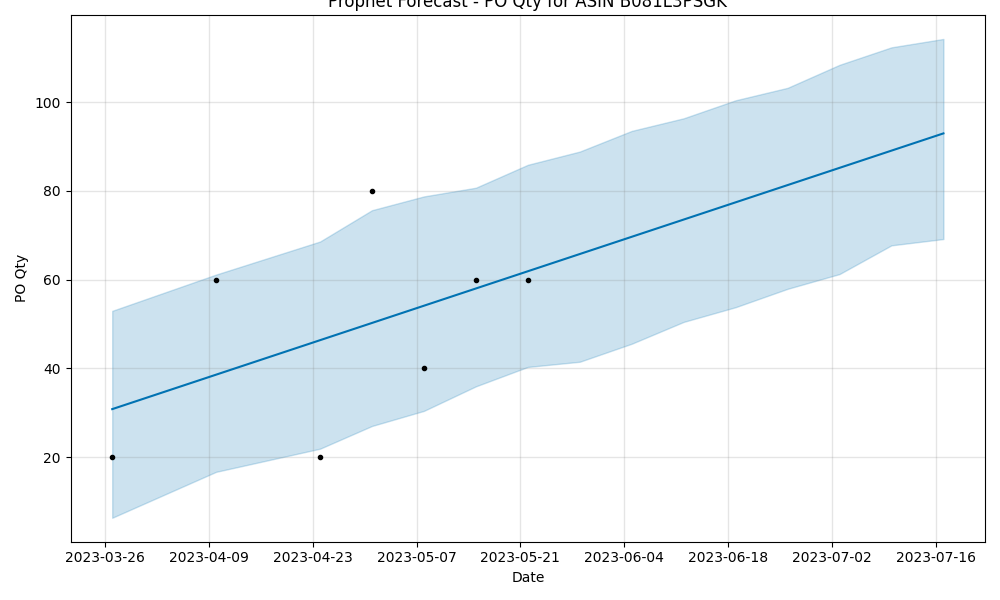 Prophet Forecast - PO Qty for ASIN B081L3PSGK
PO Qty
100
80
60
40
20
2023-03-26 2023-04-09 2023-04-23 2023-05-07 2023-05-21 2023-06-04 2023-06-18 2023-07-02 2023-07-16
Date